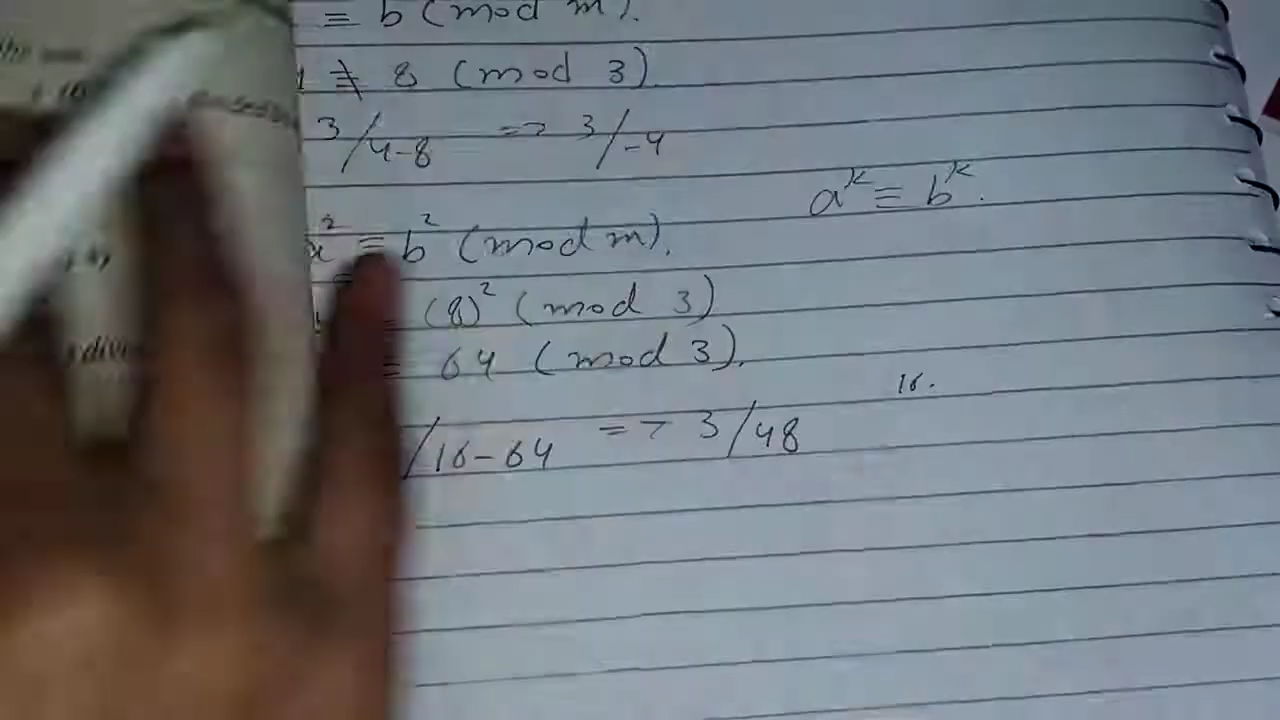 ≡ b (mod m).
≢ 8 (mod 3)
3/4-8 => 3/-4
a^k ≡ b^k.
² ≡ b² (mod m).
= (8)² (mod 3)
= 64 (mod 3).
16.
/16-64 => 3/48